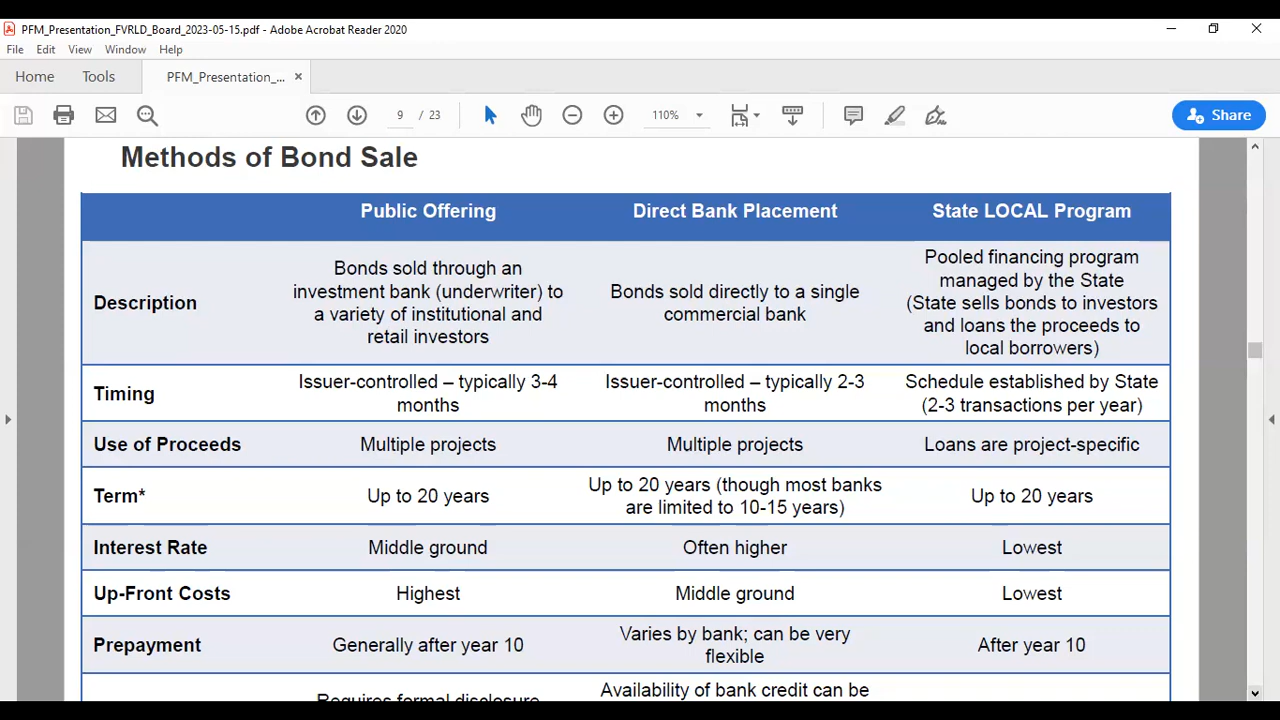 PFM_Presentation_FVRLD_Board_2023-05-15.pdf - Adobe Acrobat Reader 2020
File Edit View Window Help
Home Tools PFM_Presentation_...
9 / 23 110% Share
Methods of Bond Sale
Public Offering Direct Bank Placement State LOCAL Program
Description
Bonds sold through an
investment bank (underwriter) to
a variety of institutional and
retail investors
Bonds sold directly to a single
commercial bank
Pooled financing program
managed by the State
(State sells bonds to investors
and loans the proceeds to
local borrowers)
Timing
Issuer-controlled – typically 3-4
months
Issuer-controlled – typically 2-3
months
Schedule established by State
(2-3 transactions per year)
Use of Proceeds Multiple projects Multiple projects Loans are project-specific
Term*
Up to 20 years
Up to 20 years (though most banks
are limited to 10-15 years)
Up to 20 years
Interest Rate Middle ground Often higher Lowest
Up-Front Costs Highest Middle ground Lowest
Prepayment
Generally after year 10
Varies by bank; can be very
flexible
After year 10
Requires formal disclosure
Availability of bank credit can be